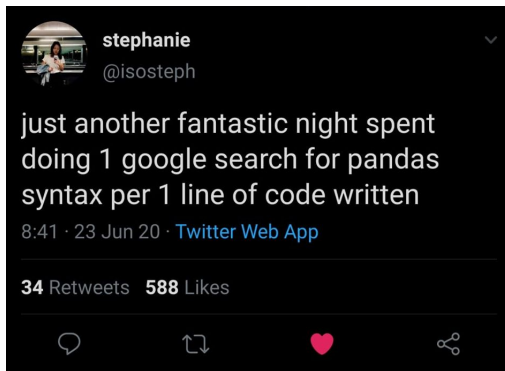 stephanie
@isosteph
just another fantastic night spent
doing 1 google search for pandas
syntax per 1 line of code written
8:41 · 23 Jun 20 · Twitter Web App
34 Retweets 588 Likes